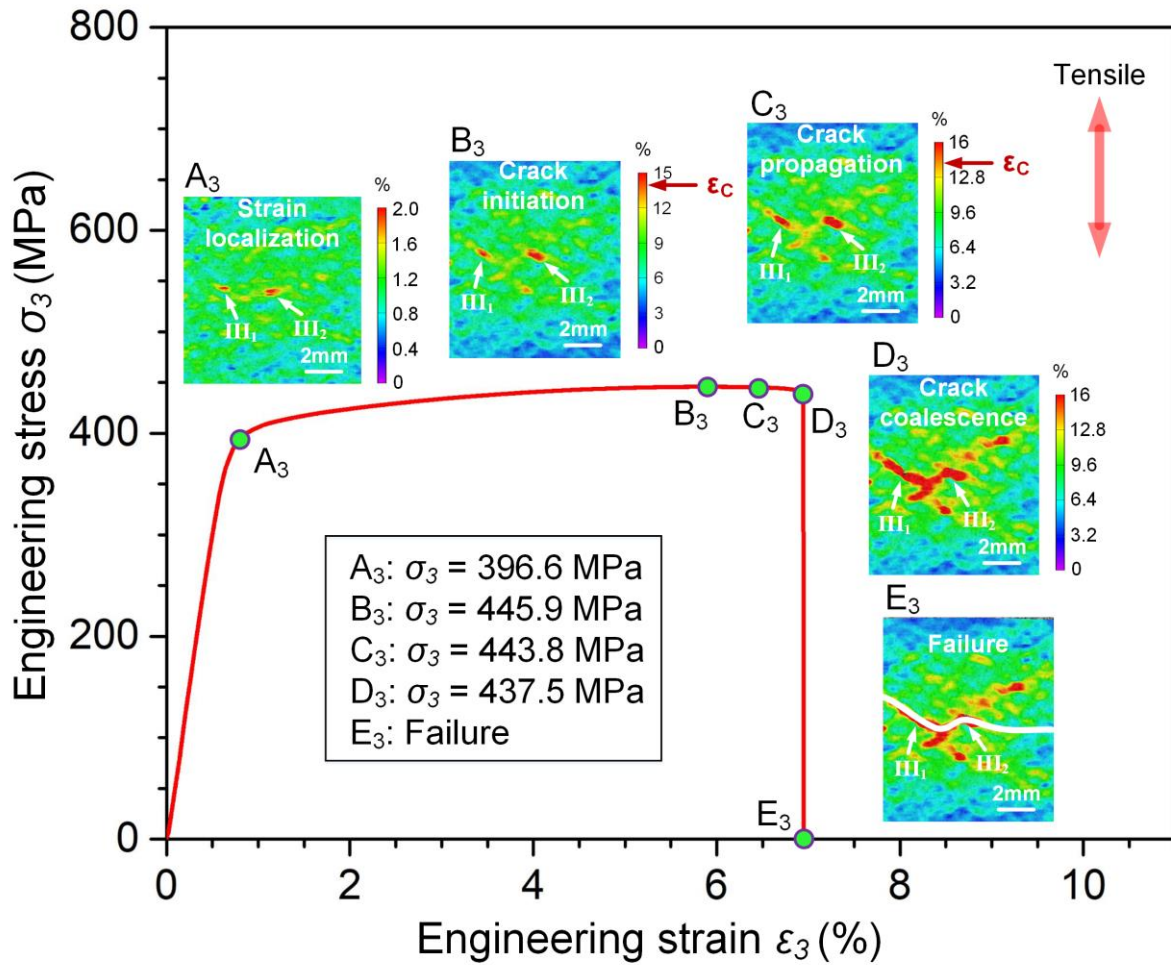 800
600
400
200
0
Engineering stress σ₃ (MPa)
0
2
4
6
8
10
Engineering strain ε₃ (%)
Tensile
A₃
Strain
localization
III₁
III₂
2mm
%
2.0
1.6
1.2
0.8
0.4
0
B₃
Crack
initiation
III₁
III₂
2mm
%
15
12
9
6
3
0
εC
C₃
Crack
propagation
III₁
III₂
2mm
%
16
12.8
9.6
6.4
3.2
0
εC
D₃
Crack
coalescence
III₁
III₂
2mm
%
16
12.8
9.6
6.4
3.2
0
E₃
Failure
III₁
III₂
2mm
A₃
B₃
C₃
D₃
E₃
A₃: σ₃ = 396.6 MPa
B₃: σ₃ = 445.9 MPa
C₃: σ₃ = 443.8 MPa
D₃: σ₃ = 437.5 MPa
E₃: Failure